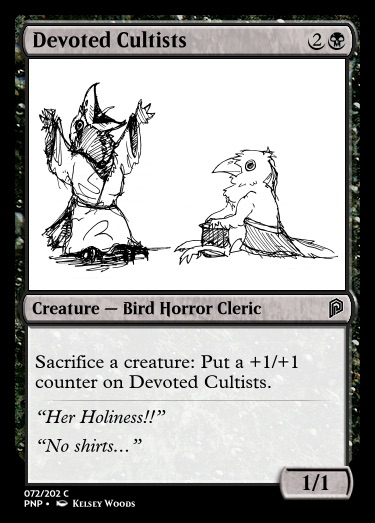 Devoted Cultists 2
Creature — Bird Horror Cleric
Sacrifice a creature: Put a +1/+1
counter on Devoted Cultists.
“Her Holiness!!”
“No shirts…”
1/1
072/202 C
PNP • Kelsey Woods